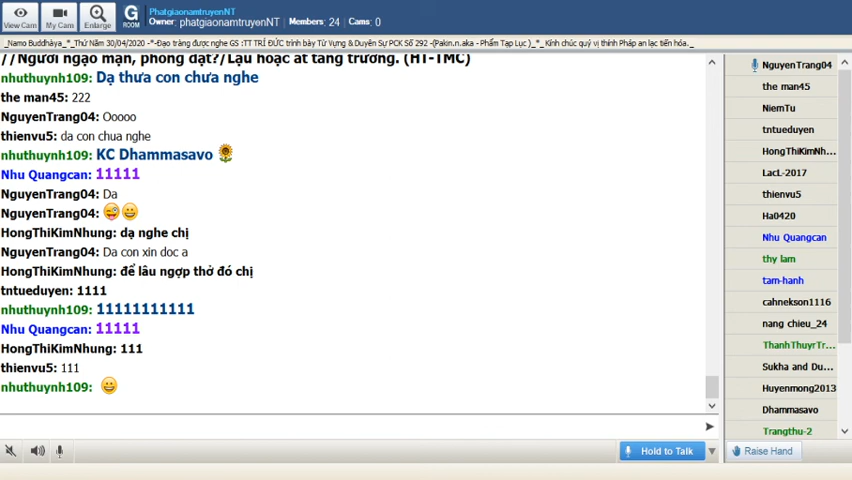 View Cam
My Cam
Enlarge
G
ROOM
PhatgiaonamtruyenNT
Owner: phatgiaonamtruyenNT Members: 24 Cams: 0
_Namo Buddhàya_*_Thứ Năm 30/04/2020 -*-Đạo tràng được nghe GS :TT TRÍ ĐỨC trình bày Tứ Vựng & Duyên Sự PCK Số 292 -(Pakin.n.aka - Phẩm Tạp Lục )_*_ Kính chúc quý vị thính Pháp an lạc tiến hóa._
//Người ngạo mạn, phóng dật?/Lậu hoặc ắt tăng trưởng. (HT-TMC)
nhuthuynh109: Dạ thưa con chưa nghe
the man45: 222
NguyenTrang04: Ooooo
thienvu5: da con chua nghe
nhuthuynh109: KC Dhammasavo 🌻
Nhu Quangcan: 11111
NguyenTrang04: Da
NguyenTrang04: 😜😀
HongThiKimNhung: dạ nghe chị
NguyenTrang04: Da con xin doc a
HongThiKimNhung: để lâu ngợp thở đó chị
tntueduyen: 1111
nhuthuynh109: 11111111111
Nhu Quangcan: 11111
HongThiKimNhung: 111
thienvu5: 111
nhuthuynh109: 😀
Hold to Talk
NguyenTrang04
the man45
NiemTu
tntueduyen
HongThiKimNh...
LacL-2017
thienvu5
Ha0420
Nhu Quangcan
thy lam
tam-hanh
cahnekson1116
nang chieu_24
ThanhThuyrTr...
Sukha and Du...
Huyenmong2013
Dhammasavo
Trangthu-2
Raise Hand